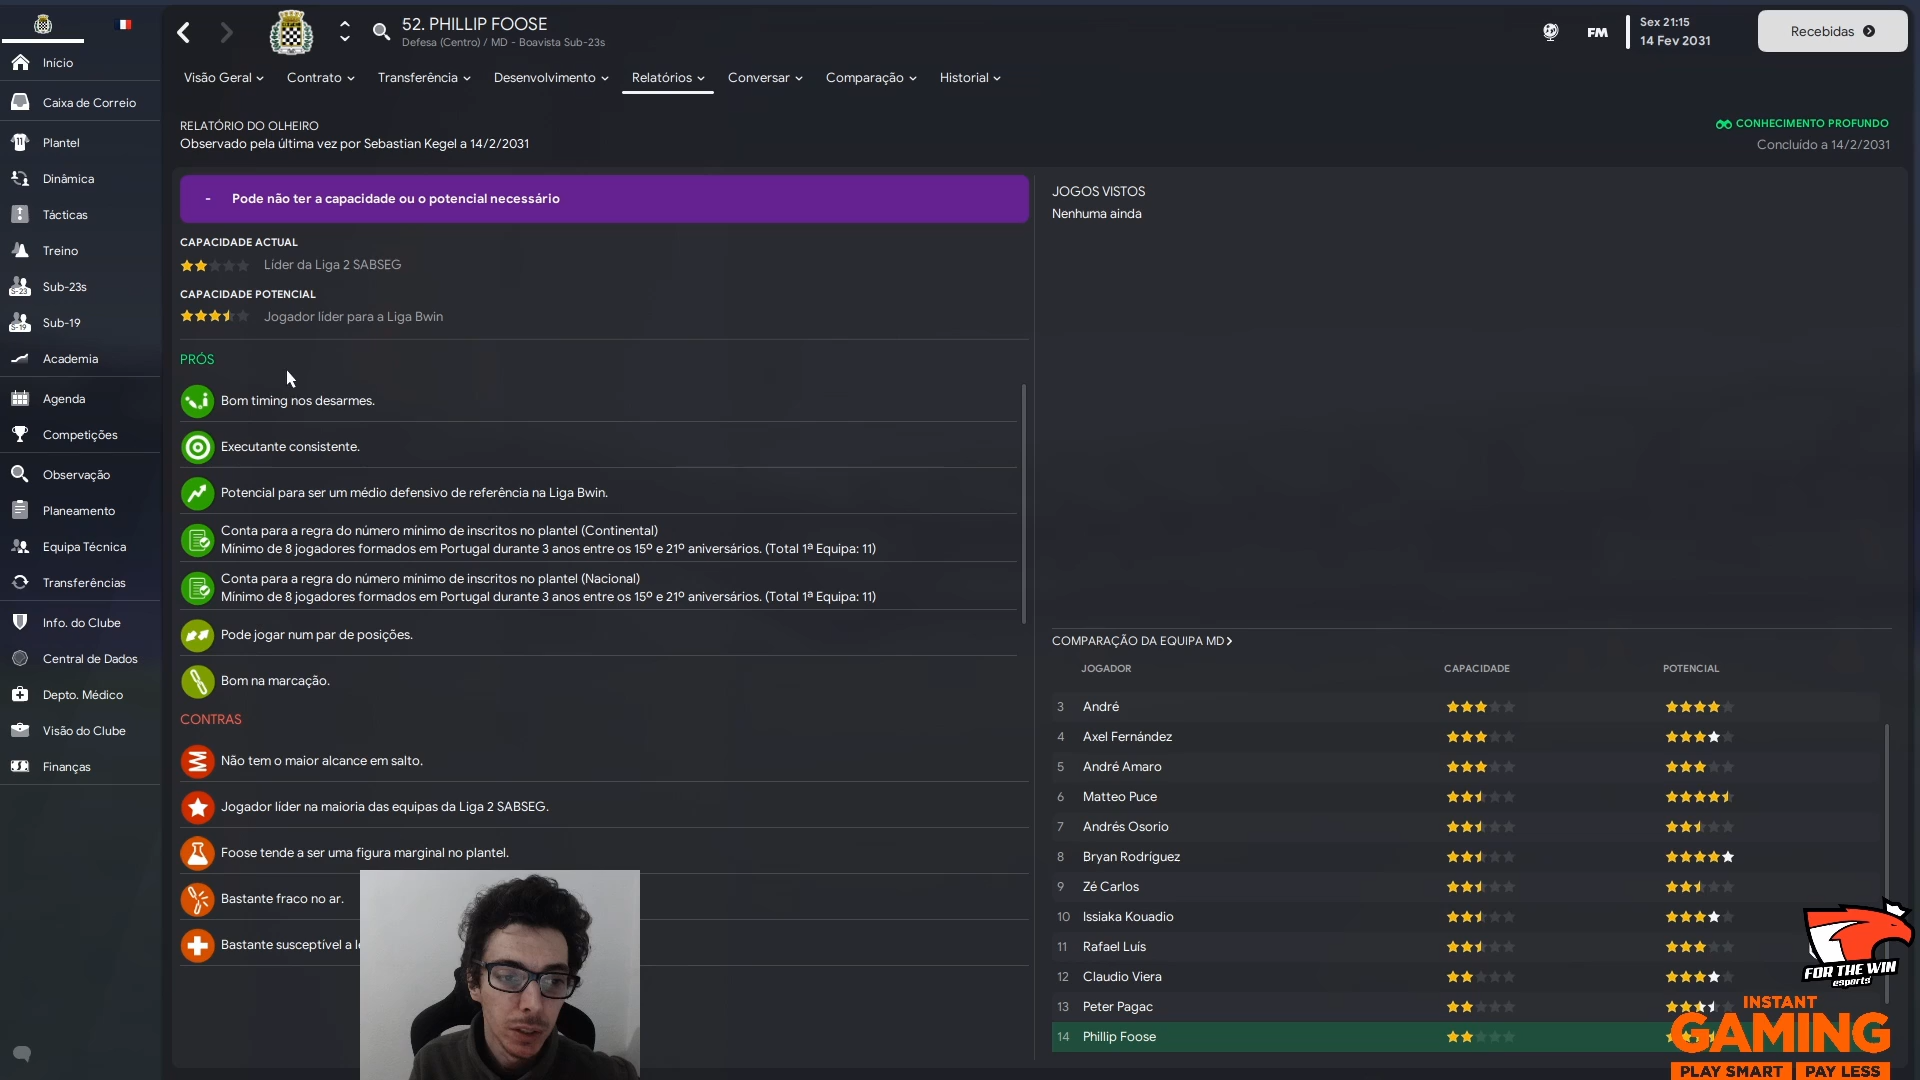 52. PHILLIP FOOSE
Defesa (Centro) / MD - Boavista Sub-23s
FM
Sex 21:15
14 Fev 2031
Recebidas
Início
Caixa de Correio
Plantel
Dinâmica
Tácticas
Treino
Sub-23s
Sub-19
Academia
Agenda
Competições
Observação
Planeamento
Equipa Técnica
Transferências
Info. do Clube
Central de Dados
Depto. Médico
Visão do Clube
Finanças
Visão Geral
Contrato
Transferência
Desenvolvimento
Relatórios
Conversar
Comparação
Historial
RELATÓRIO DO OLHEIRO
Observado pela última vez por Sebastian Kegel a 14/2/2031
CONHECIMENTO PROFUNDO
Concluído a 14/2/2031
- Pode não ter a capacidade ou o potencial necessário
CAPACIDADE ACTUAL
Líder da Liga 2 SABSEG
CAPACIDADE POTENCIAL
Jogador líder para a Liga Bwin
PRÓS
Bom timing nos desarmes.
Executante consistente.
Potencial para ser um médio defensivo de referência na Liga Bwin.
Conta para a regra do número mínimo de inscritos no plantel (Continental)
Mínimo de 8 jogadores formados em Portugal durante 3 anos entre os 15º e 21º aniversários. (Total 1ª Equipa: 11)
Conta para a regra do número mínimo de inscritos no plantel (Nacional)
Mínimo de 8 jogadores formados em Portugal durante 3 anos entre os 15º e 21º aniversários. (Total 1ª Equipa: 11)
Pode jogar num par de posições.
Bom na marcação.
CONTRAS
Não tem o maior alcance em salto.
Jogador líder na maioria das equipas da Liga 2 SABSEG.
Foose tende a ser uma figura marginal no plantel.
Bastante fraco no ar.
Bastante susceptível a
JOGOS VISTOS
Nenhuma ainda
COMPARAÇÃO DA EQUIPA MD
JOGADOR CAPACIDADE POTENCIAL
3 André
4 Axel Fernández
5 André Amaro
6 Matteo Puce
7 Andrés Osorio
8 Bryan Rodríguez
9 Zé Carlos
10 Issiaka Kouadio
11 Rafael Luís
12 Claudio Viera
13 Peter Pagac
14 Phillip Foose
FOR THE WIN
esports
INSTANT
GAMING
PLAY SMART PAY LESS